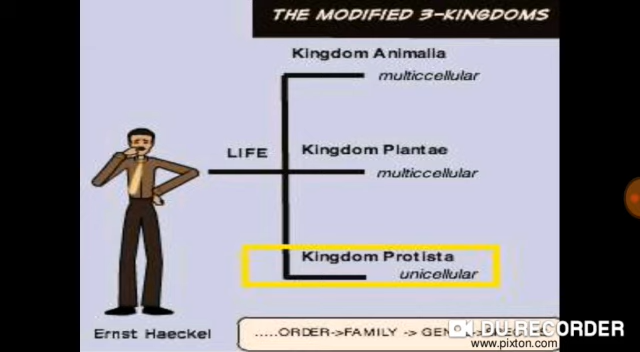 THE MODIFIED 3-KINGDOMS
Kingdom Animalia
multiccellular
LIFE
Kingdom Plantae
multiccellular
Kingdom Protista
unicellular
Ernst Haeckel
.....ORDER->FAMILY ->
DU RECORDER
www.pixton.com